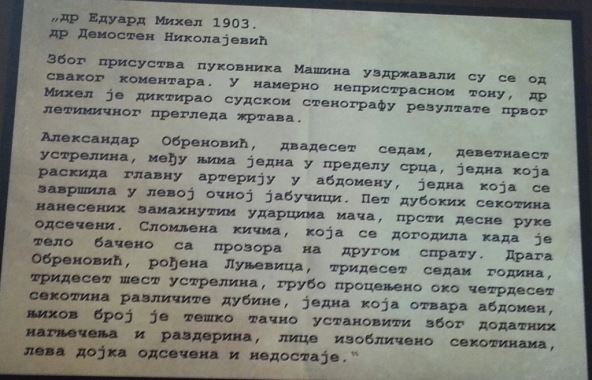 „др Едуард Михел 1903.
др Демостен Николајевић
Због присуства пуковника Машина уздржавали су се од
сваког коментара. У намерно непристрасном тону, др
Михел је диктирао судском стенографу резултате првог
летимичног прегледа жртава.
Александар Обреновић, двадесет седам, деветнаест
устрелина, међу њима једна у пределу срца, једна која
раскида главну артерију у абдомену, једна која се
завршила у левој очној јабучици. Пет дубоких секотина
нанесених замахнутим ударцима мача, прсти десне руке
одсечени. Сломљена кичма, која се догодила када је
тело бачено са прозора на другом спрату. Драга
Обреновић, рођена Луњевица, тридесет седам година,
тридесет шест устрелина, грубо процењено око четрдесет
секотина различите дубине, једна која отвара абдомен,
њихов број је тешко тачно установити због додатних
нагњечења и раздерина, лице изобличено секотинама,
лева дојка одсечена и недостаје.“